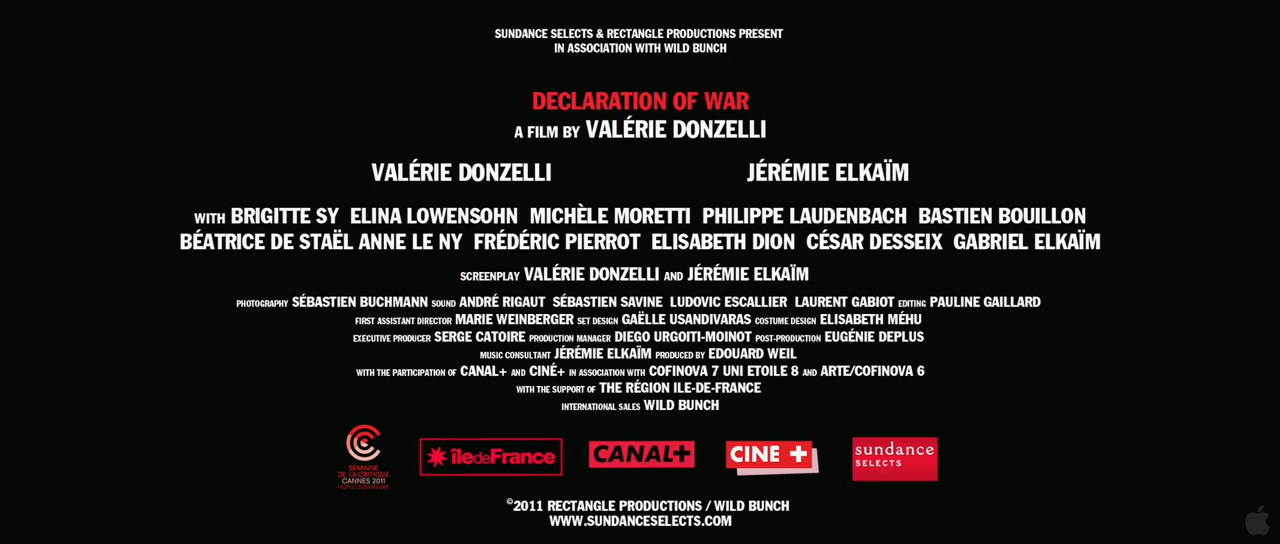 SUNDANCE SELECTS & RECTANGLE PRODUCTIONS PRESENT
IN ASSOCIATION WITH WILD BUNCH
DECLARATION OF WAR
A FILM BY VALÉRIE DONZELLI
VALÉRIE DONZELLI JÉRÉMIE ELKAÏM
WITH BRIGITTE SY ELINA LOWENSOHN MICHÈLE MORETTI PHILIPPE LAUDENBACH BASTIEN BOUILLON
BÉATRICE DE STAËL ANNE LE NY FRÉDÉRIC PIERROT ELISABETH DION CÉSAR DESSEIX GABRIEL ELKAÏM
SCREENPLAY VALÉRIE DONZELLI AND JÉRÉMIE ELKAÏM
PHOTOGRAPHY SÉBASTIEN BUCHMANN SOUND ANDRÉ RIGAUT SÉBASTIEN SAVINE LUDOVIC ESCALLIER LAURENT GABIOT EDITING PAULINE GAILLARD
FIRST ASSISTANT DIRECTOR MARIE WEINBERGER SET DESIGN GAËLLE USANDIVARAS COSTUME DESIGN ELISABETH MÉHU
EXECUTIVE PRODUCER SERGE CATOIRE PRODUCTION MANAGER DIEGO URGOITI-MOINOT POST-PRODUCTION EUGÉNIE DEPLUS
MUSIC CONSULTANT JÉRÉMIE ELKAÏM PRODUCED BY EDOUARD WEIL
WITH THE PARTICIPATION OF CANAL+ AND CINÉ+ IN ASSOCIATION WITH COFINOVA 7 UNI ETOILE 8 AND ARTE/COFINOVA 6
WITH THE SUPPORT OF THE RÉGION ILE-DE-FRANCE
INTERNATIONAL SALES WILD BUNCH
SEMAINE
DE LA CRITIQUE
CANNES 2011
FILM D'OUVERTURE
îledeFrance
CANAL+
CINÉ +
sundance
SELECTS
©2011 RECTANGLE PRODUCTIONS / WILD BUNCH
WWW.SUNDANCESELECTS.COM